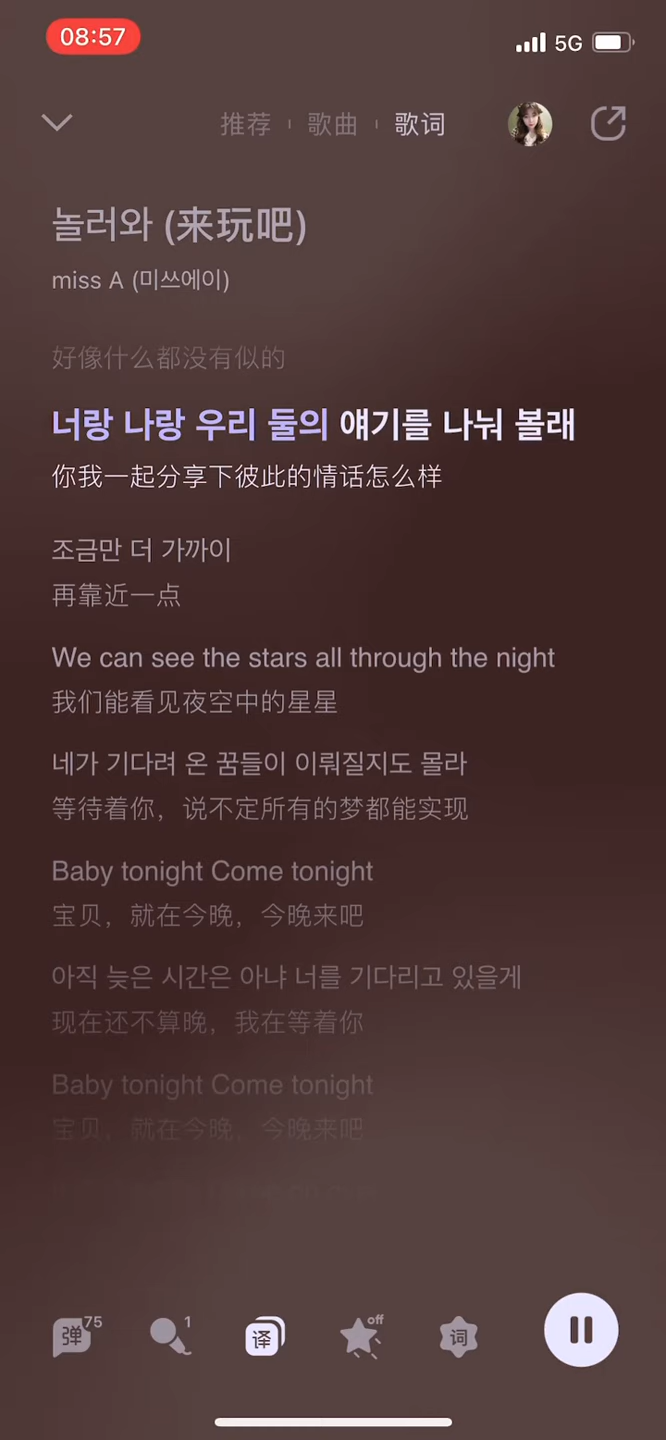 08:57
5G
推荐 歌曲 歌词
놀러와 (来玩吧)
miss A (미쓰에이)
好像什么都没有似的
너랑 나랑 우리 둘의 얘기를 나눠 볼래
你我一起分享下彼此的情话怎么样
조금만 더 가까이
再靠近一点
We can see the stars all through the night
我们能看见夜空中的星星
네가 기다려 온 꿈들이 이뤄질지도 몰라
等待着你，说不定所有的梦都能实现
Baby tonight Come tonight
宝贝，就在今晚，今晚来吧
아직 늦은 시간은 아냐 너를 기다리고 있을게
现在还不算晚，我在等着你
Baby tonight Come tonight
宝贝，就在今晚，今晚来吧
弹 75 1 译 off 词